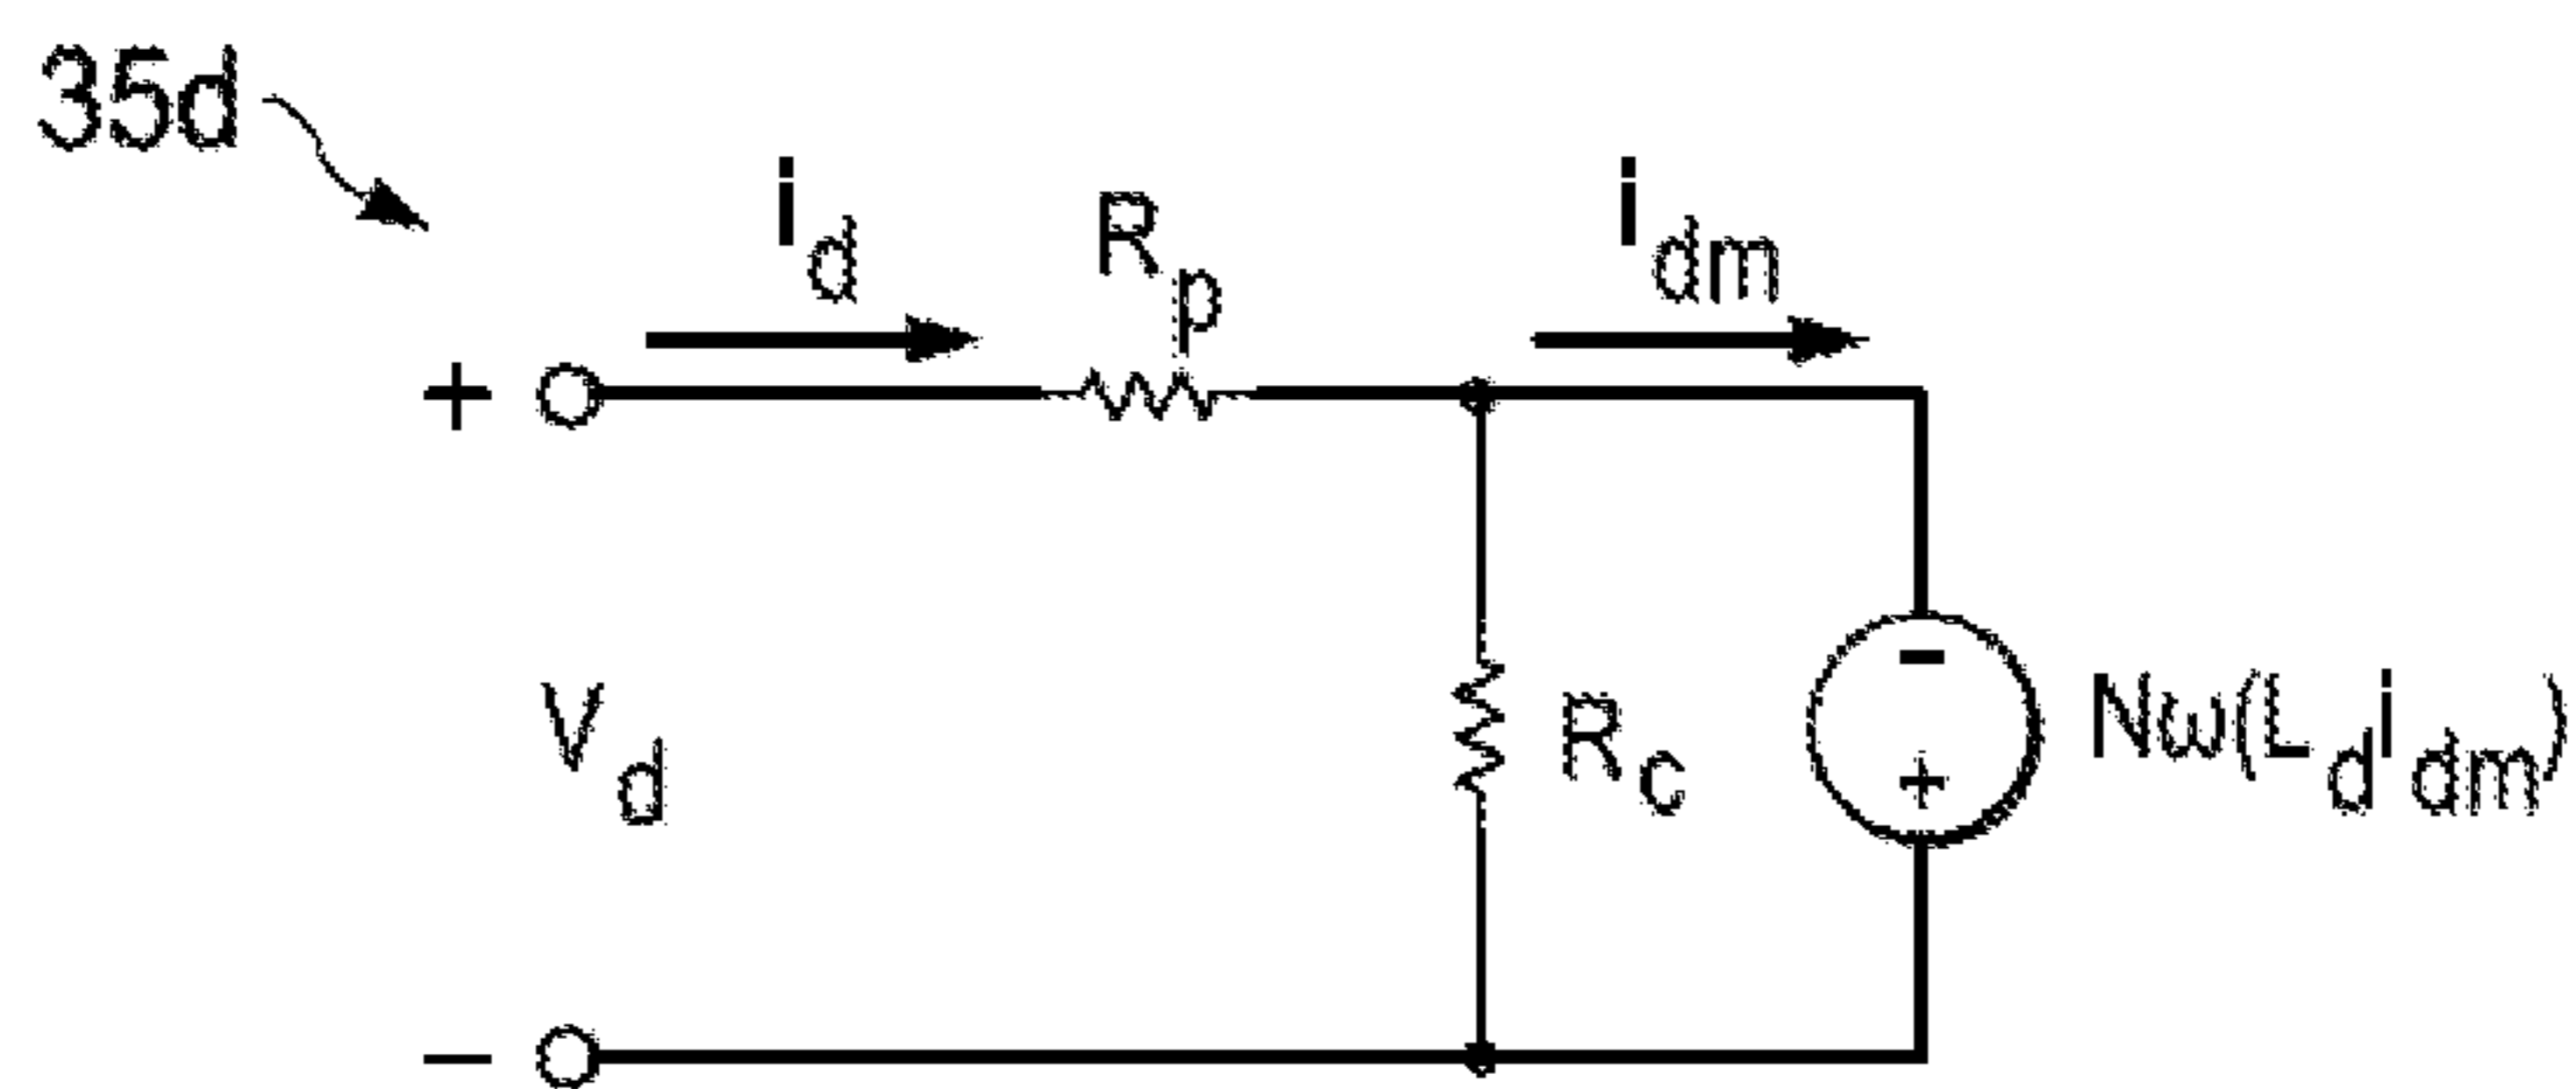 35d
i_d
R_p
i_dm
+
V_d
R_c
-
+
Nω(L_d i_dm)
−